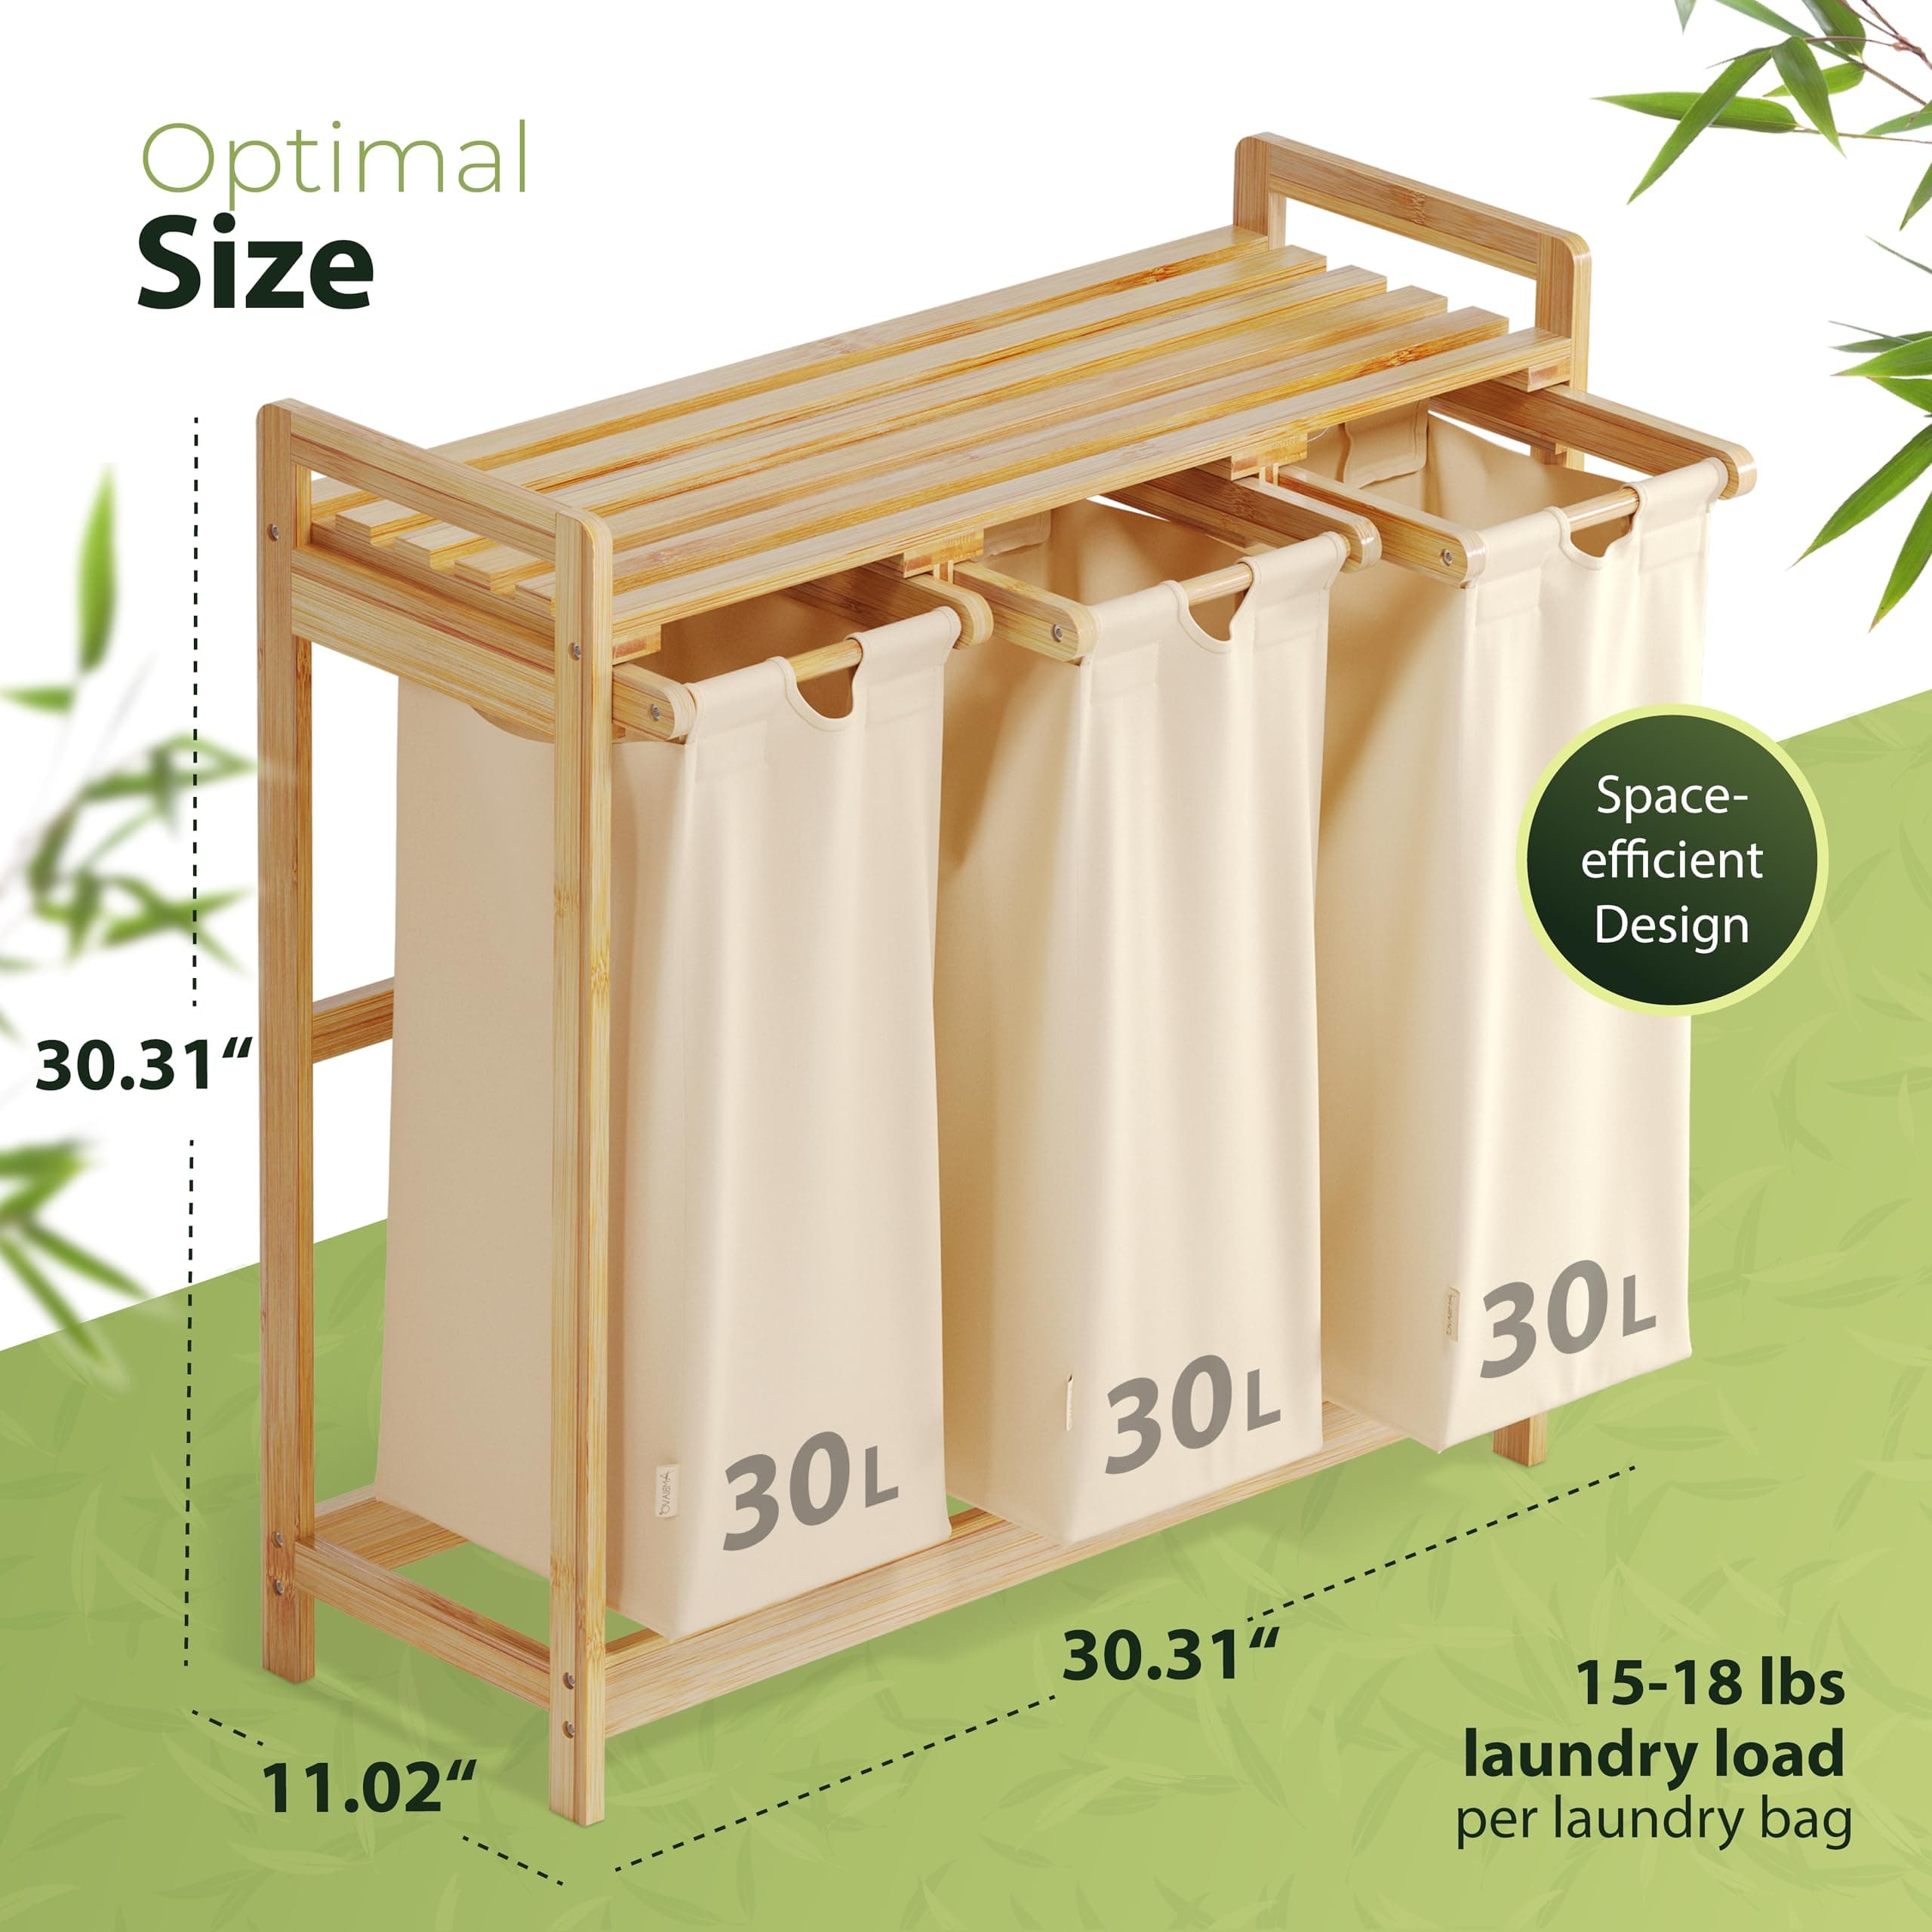 Optimal
Size
Space-
efficient
Design
30.31“
30L
30L
30L
30.31“
11.02“
15-18 lbs
laundry load
per laundry bag